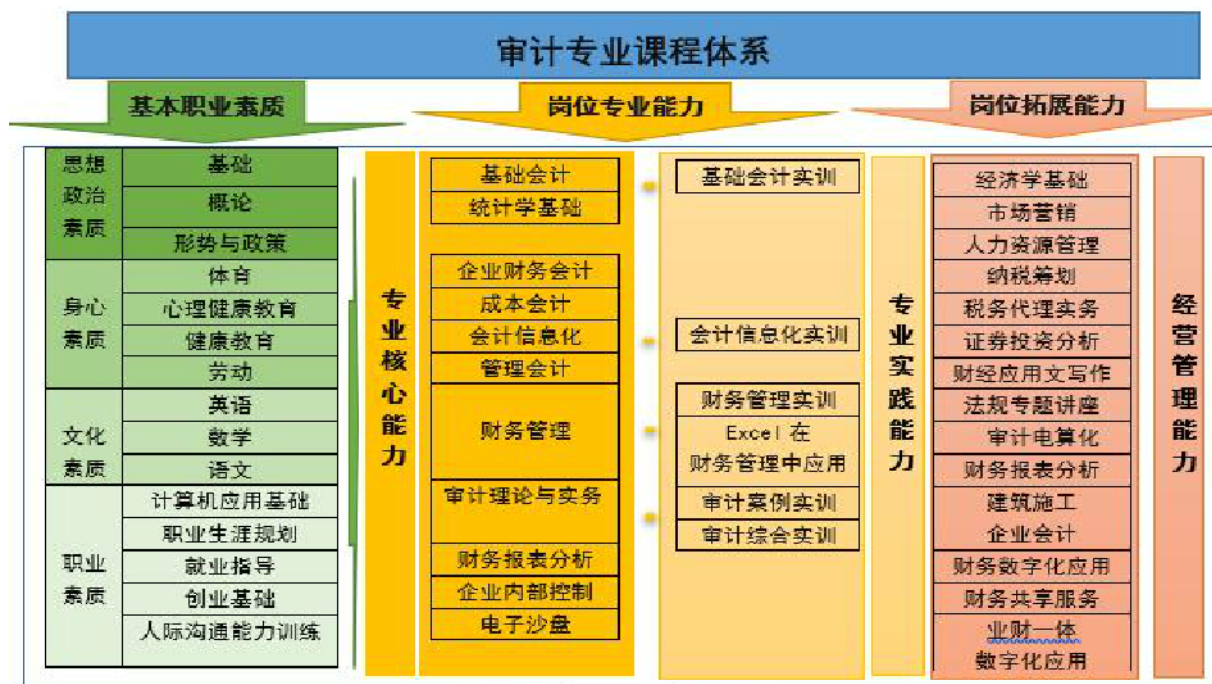 审计专业课程体系
基本职业素质
岗位专业能力
岗位拓展能力
思想
政治
素质
基础
概论
形势与政策
身心
素质
体育
心理健康教育
健康教育
劳动
文化
素质
英语
数学
语文
职业
素质
计算机应用基础
职业生涯规划
就业指导
创业基础
人际沟通能力训练
专业核心能力
基础会计
统计学基础
企业财务会计
成本会计
会计信息化
管理会计
财务管理
审计理论与实务
财务报表分析
企业内部控制
电子沙盘
基础会计实训
会计信息化实训
财务管理实训
Excel 在
财务管理中应用
审计案例实训
审计综合实训
专业实践能力
经济学基础
市场营销
人力资源管理
纳税筹划
税务代理实务
证券投资分析
财经应用文写作
法规专题讲座
审计电算化
财务报表分析
建筑施工
企业会计
财务数字化应用
财务共享服务
业财一体
数字化应用
经营管理能力